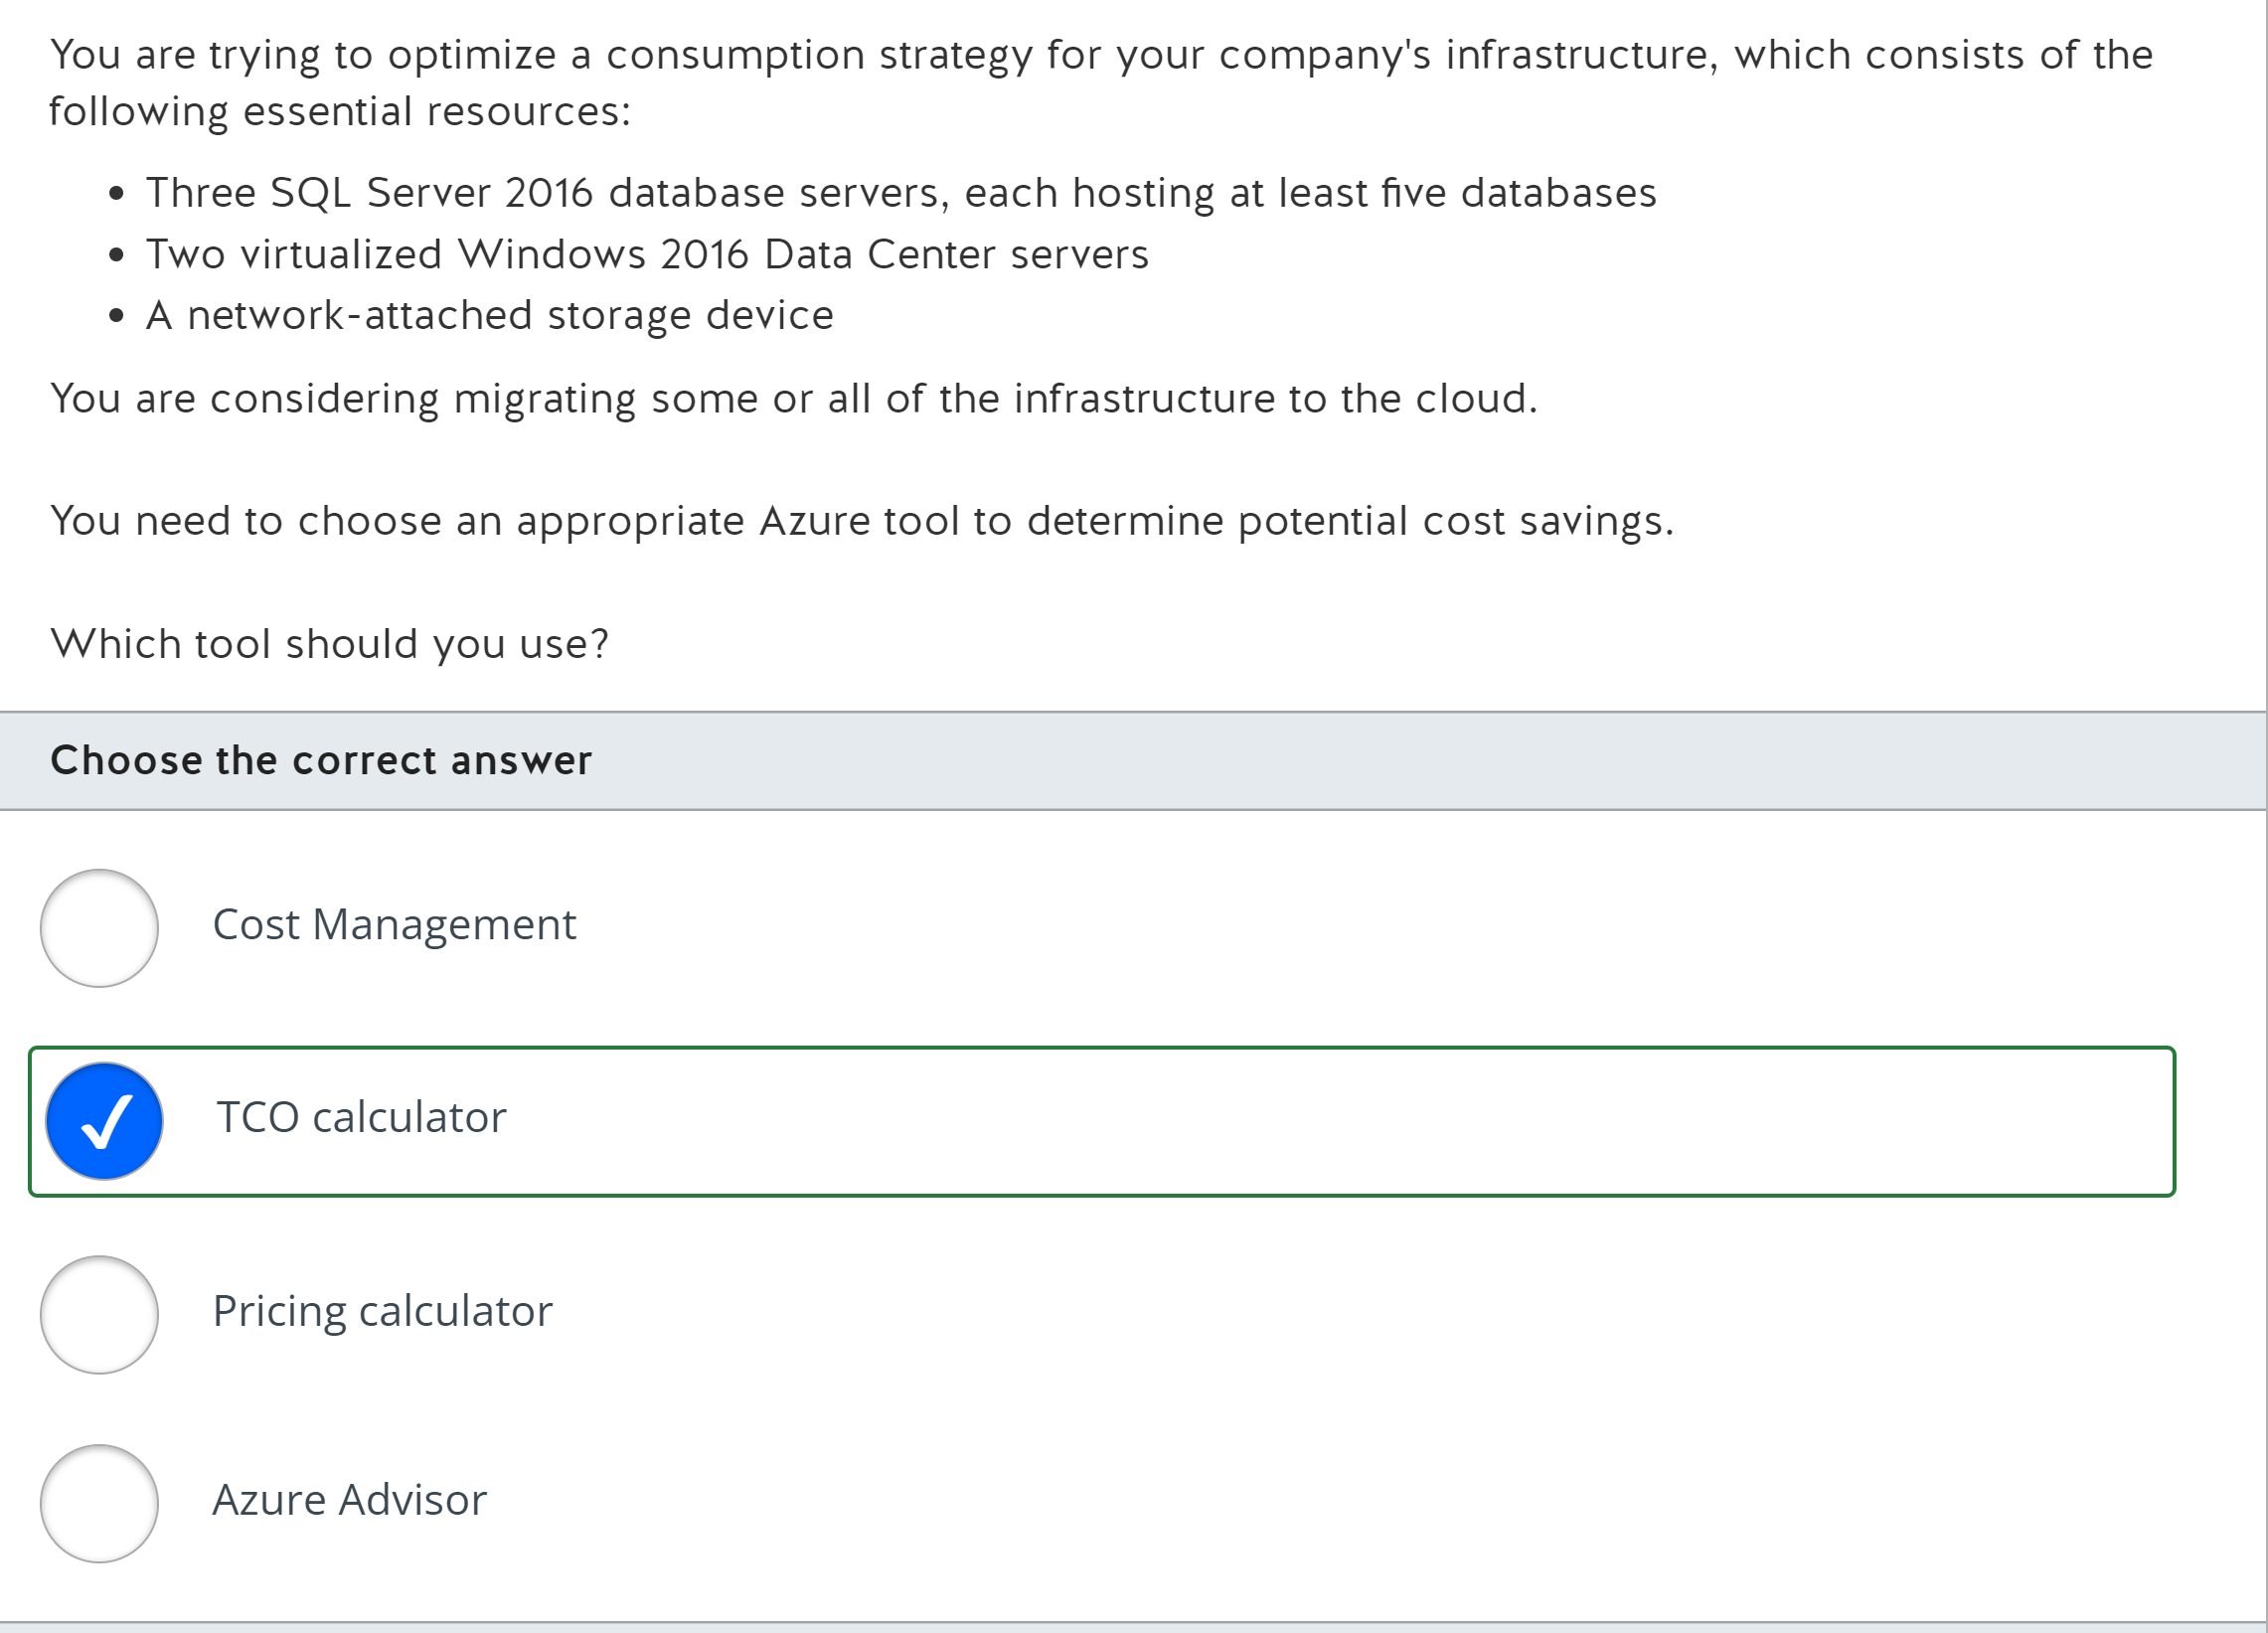 You are trying to optimize a consumption strategy for your company's infrastructure, which consists of the
following essential resources:
• Three SQL Server 2016 database servers, each hosting at least five databases
• Two virtualized Windows 2016 Data Center servers
• A network-attached storage device
You are considering migrating some or all of the infrastructure to the cloud.
You need to choose an appropriate Azure tool to determine potential cost savings.
Which tool should you use?
Choose the correct answer
Cost Management
TCO calculator
Pricing calculator
Azure Advisor